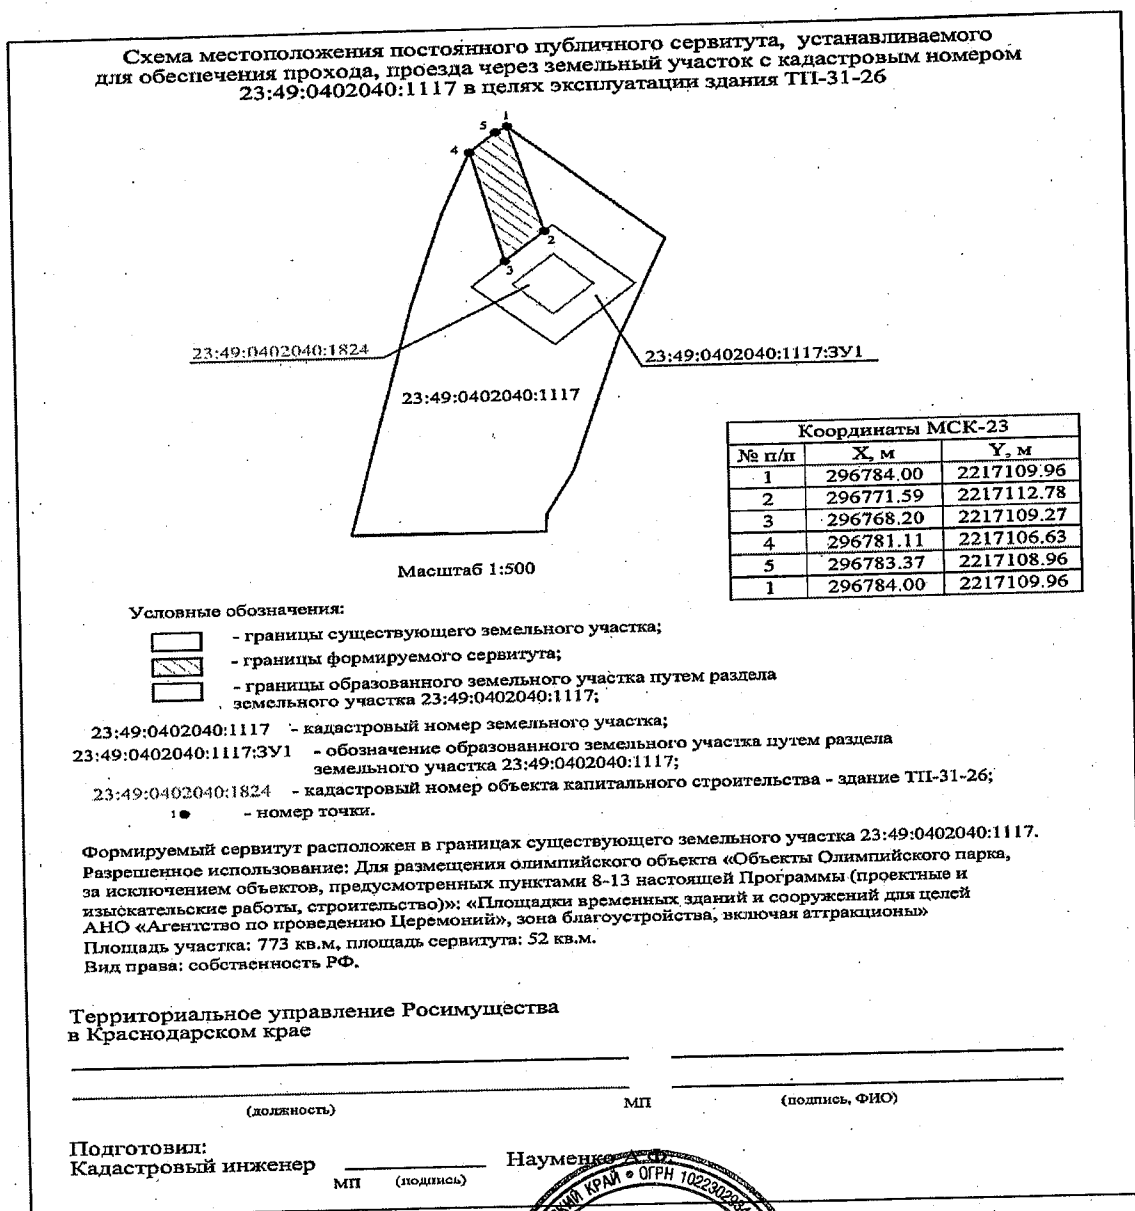 Схема местоположения постоянного публичного сервитута, устанавливаемого
для обеспечения прохода, проезда через земельный участок с кадастровым номером
23:49:0402040:1117 в целях эксплуатации здания ТП-31-26
1
5
4
2
3
23:49:0402040:1824
23:49:0402040:1117:ЗУ1
23:49:0402040:1117
Координаты МСК-23
№ п/п X, м Y, м
1 296784.00 2217109.96
2 296771.59 2217112.78
3 296768.20 2217109.27
4 296781.11 2217106.63
5 296783.37 2217108.96
1 296784.00 2217109.96
Масштаб 1:500
Условные обозначения:
- границы существующего земельного участка;
- границы формируемого сервитута;
- границы образованного земельного участка путем раздела
земельного участка 23:49:0402040:1117;
23:49:0402040:1117 - кадастровый номер земельного участка;
23:49:0402040:1117:ЗУ1 - обозначение образованного земельного участка путем раздела
земельного участка 23:49:0402040:1117;
23:49:0402040:1824 - кадастровый номер объекта капитального строительства - здание ТП-31-26;
1 - номер точки.
Формируемый сервитут расположен в границах существующего земельного участка 23:49:0402040:1117.
Разрешенное использование: Для размещения олимпийского объекта «Объекты Олимпийского парка,
за исключением объектов, предусмотренных пунктами 8-13 настоящей Программы (проектные и
изыскательские работы, строительство)»: «Площадки временных зданий и сооружений для целей
АНО «Агентство по проведению Церемоний», зона благоустройства, включая аттракционы»
Площадь участка: 773 кв.м, площадь сервитута: 52 кв.м.
Вид права: собственность РФ.
Территориальное управление Росимущества
в Краснодарском крае
(должность) МП (подпись, ФИО)
Подготовил:
Кадастровый инженер Науменко А.Ф.
МП (подпись)
КРАЙ • ОГРН